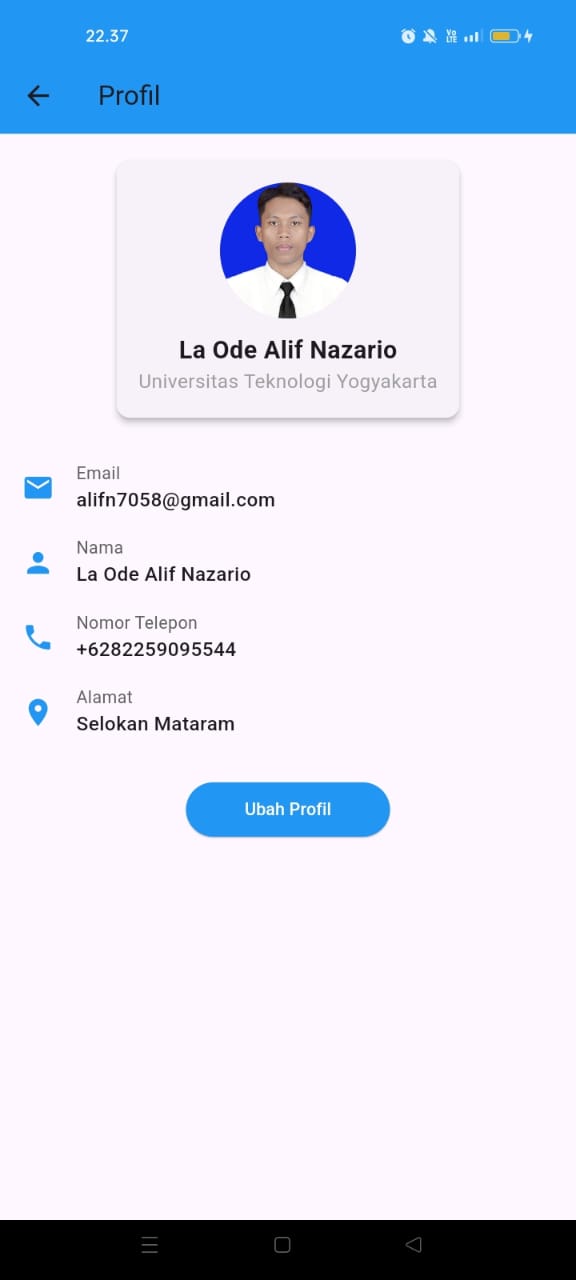 22.37
Vo LTE
Profil
La Ode Alif Nazario
Universitas Teknologi Yogyakarta
Email
alifn7058@gmail.com
Nama
La Ode Alif Nazario
Nomor Telepon
+6282259095544
Alamat
Selokan Mataram
Ubah Profil